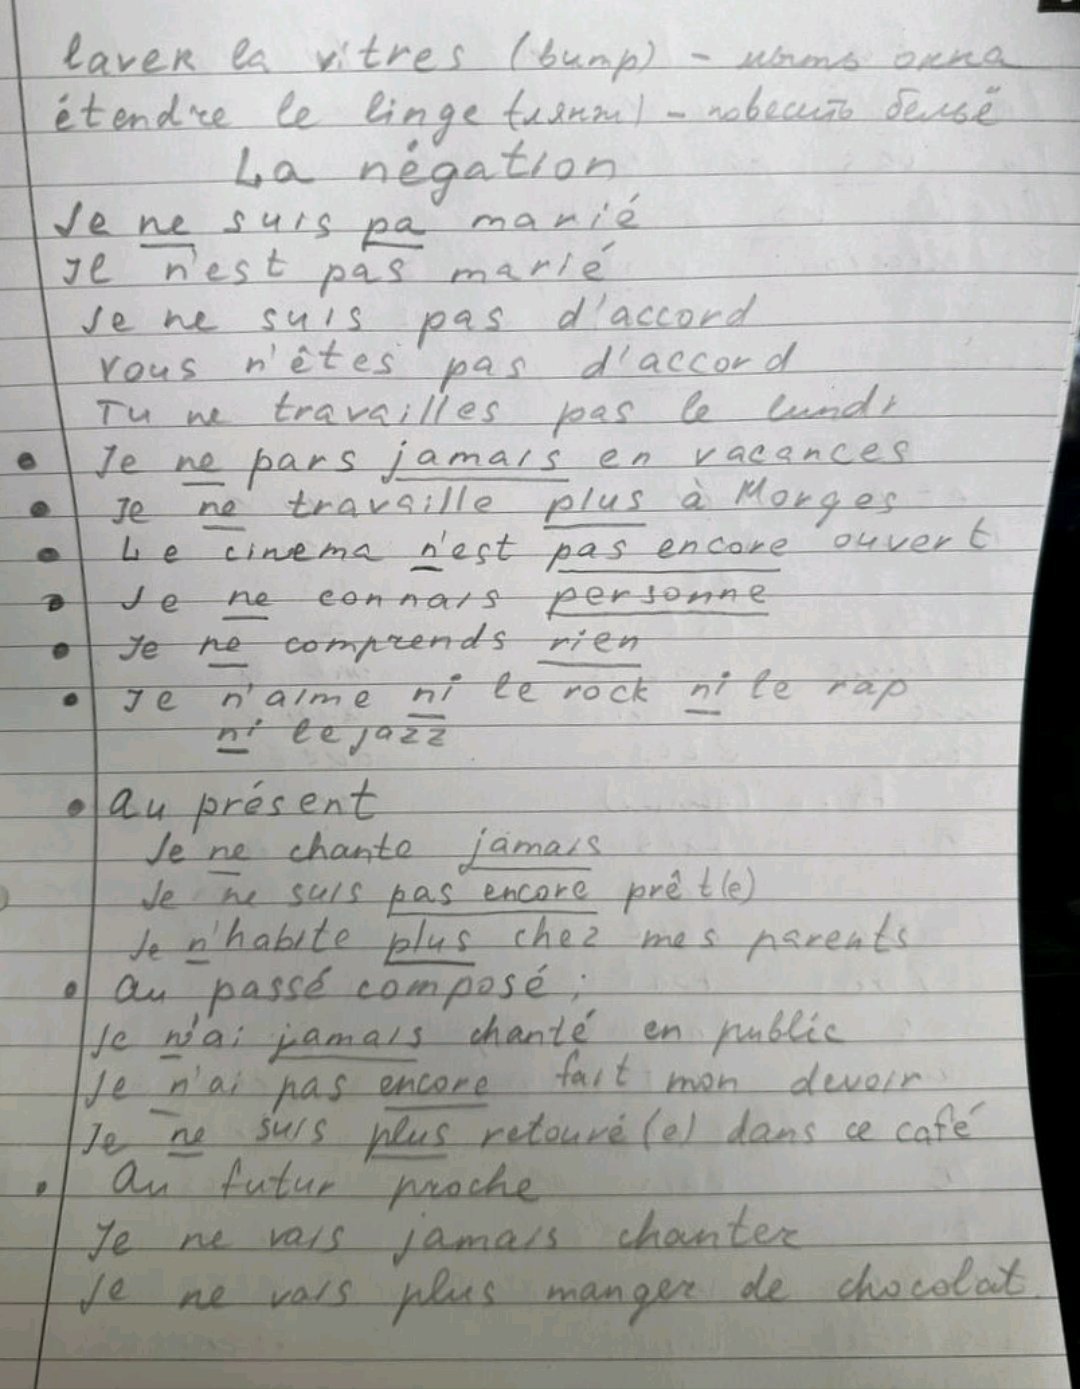 laver la vitres (витр) - мыть окна
étendre le linge (лянж) - повесить бельё
La négation
Je ne suis pa marié
Il n'est pas marié
Je ne suis pas d'accord
Vous n'êtes pas d'accord
Tu ne travailles pas le lundi
• Je ne pars jamais en vacances
• Je ne travaille plus à Morges
• Le cinema n'est pas encore ouvert
• Je ne connais personne
• Je ne comprends rien
• Je n'aime ni le rock ni le rap
ni le jazz
• au présent
Je ne chante jamais
Je ne suis pas encore prêt(e)
Je n'habite plus chez mes parents
• au passé composé;
Je n'ai jamais chanté en public
Je n'ai pas encore fait mon devoir
Je ne suis plus retouré(e) dans ce café
• au futur proche
Je ne vais jamais chanter
Je ne vais plus manger de chocolat.